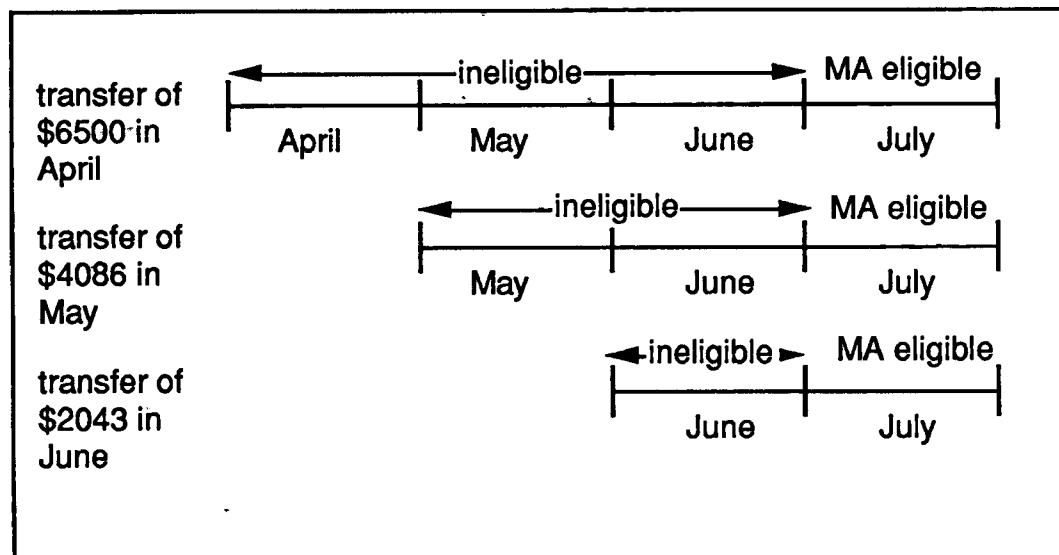 ineligible MA eligible
transfer of
$6500 in
April
April May June July
ineligible MA eligible
transfer of
$4086 in
May
May June July
ineligible MA eligible
transfer of
$2043 in
June
June July